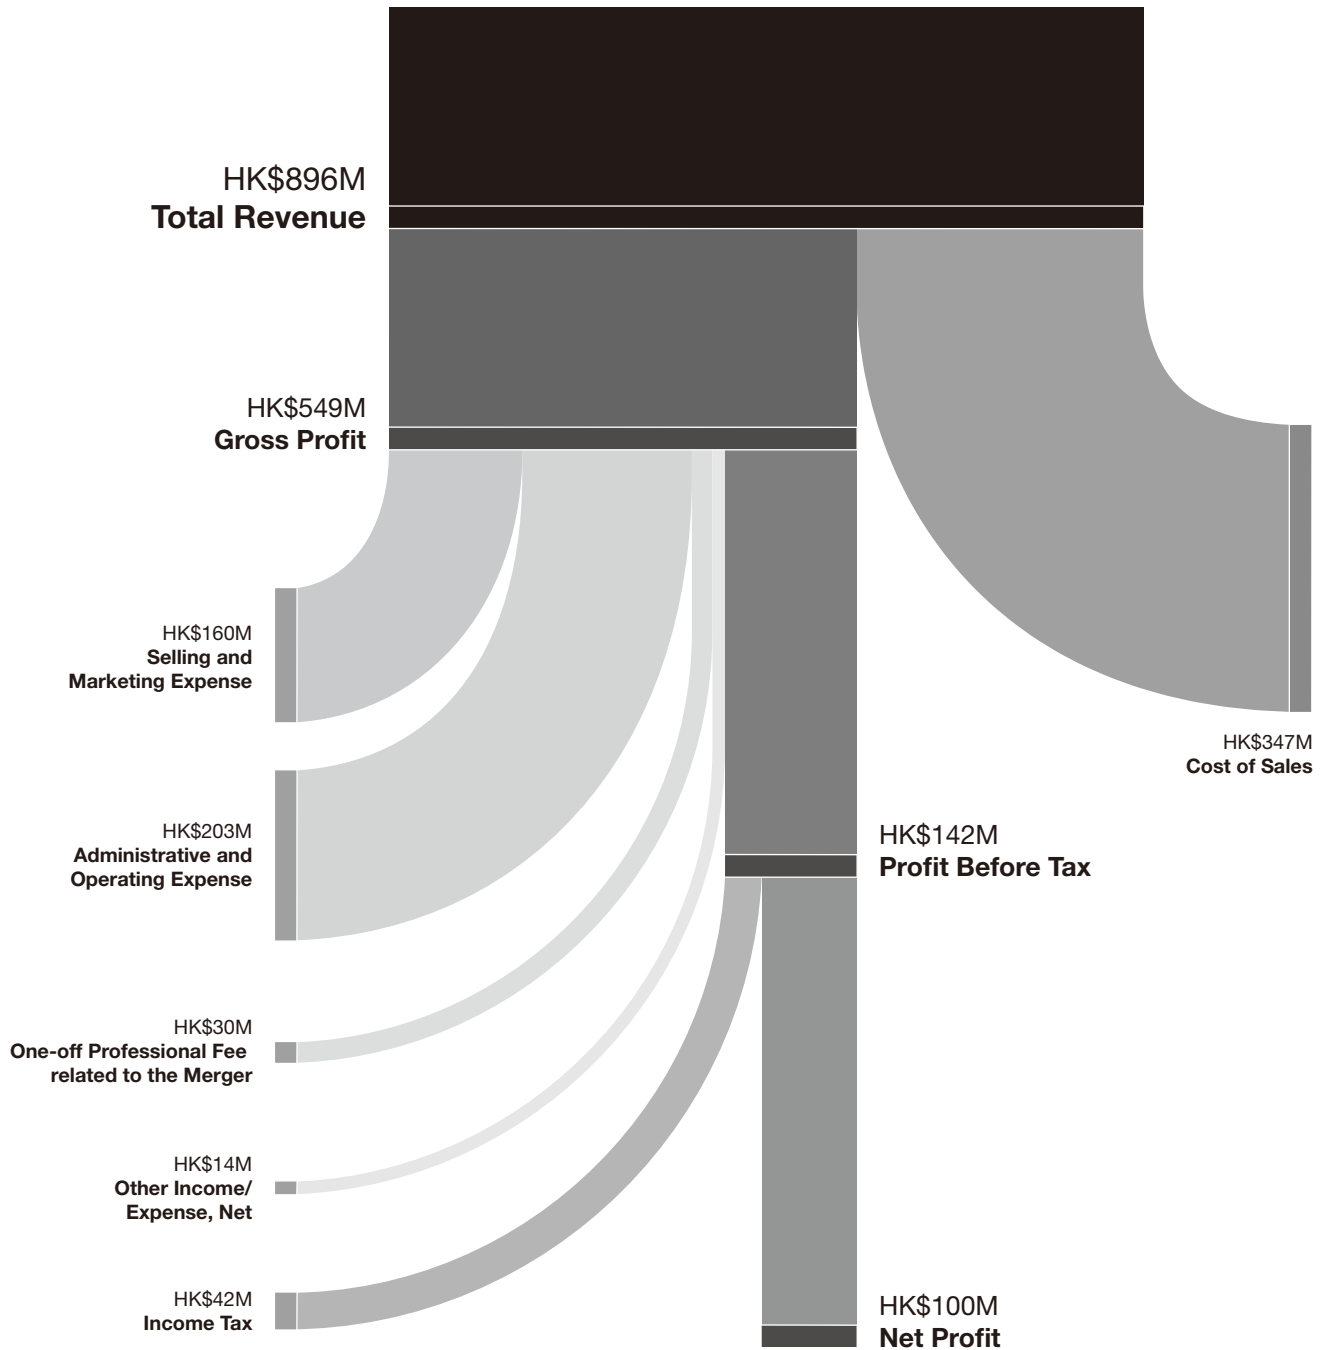 HK$896M
Total Revenue
HK$549M
Gross Profit
HK$160M
Selling and
Marketing Expense
HK$347M
Cost of Sales
HK$203M
Administrative and
Operating Expense
HK$142M
Profit Before Tax
HK$30M
One-off Professional Fee
related to the Merger
HK$14M
Other Income/
Expense, Net
HK$42M
Income Tax
HK$100M
Net Profit